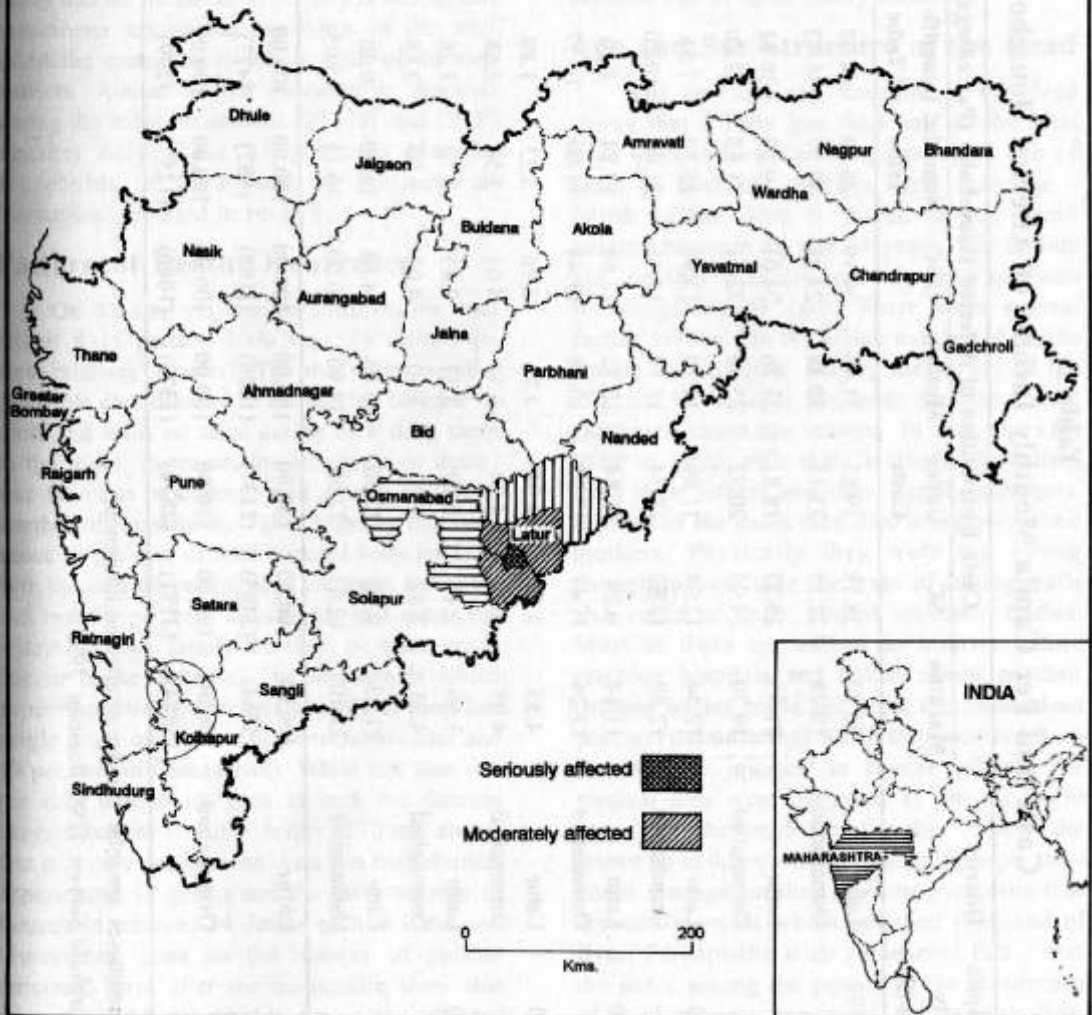 Dhule
Jalgaon
Amravati
Nagpur
Bhandara
Wardha
Buldana
Akola
Nasik
Yavatmal
Chandrapur
Aurangabad
Jalna
Gadchroli
Thane
Parbhani
Ahmadnagar
Greater
Bombay
Bid
Nanded
Raigarh
Pune
Osmanabad
Latur
Satara
Solapur
Ratnagiri
Sangli
Kolhapur
Sindhudurg
INDIA
Seriously affected
Moderately affected
MAHARASHTRA
0 200
Kms.